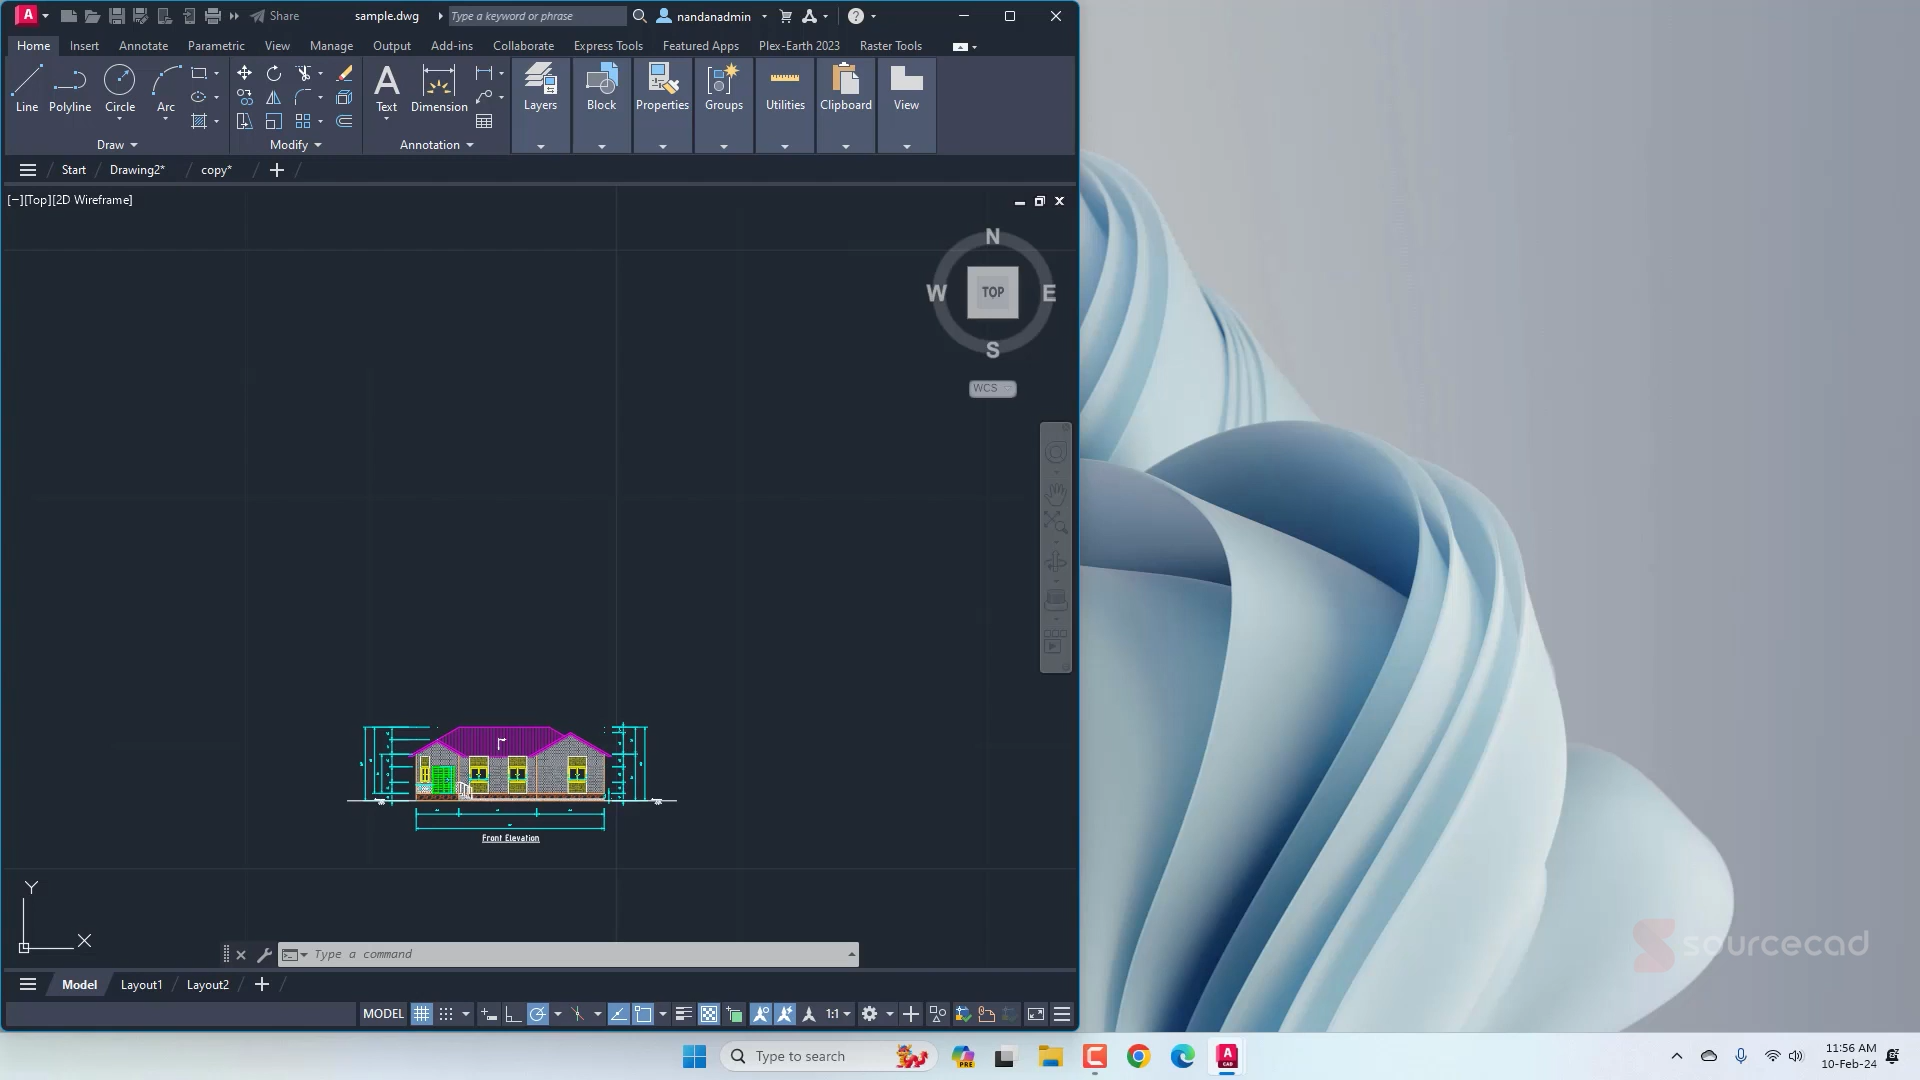 A Share sample.dwg Type a keyword or phrase nandanadmin
Home Insert Annotate Parametric View Manage Output Add-ins Collaborate Express Tools Featured Apps Plex-Earth 2023 Raster Tools
Line Polyline Circle Arc Text Dimension Layers Block Properties Groups Utilities Clipboard View
Draw Modify Annotation
Start Drawing2* copy*
[−][Top][2D Wireframe]
N
W TOP E
S
WCS
Front Elevation
Y
X
Type a command
Model Layout1 Layout2
MODEL 1:1
sourcecad
Type to search PRE A CAD
11:56 AM
10-Feb-24